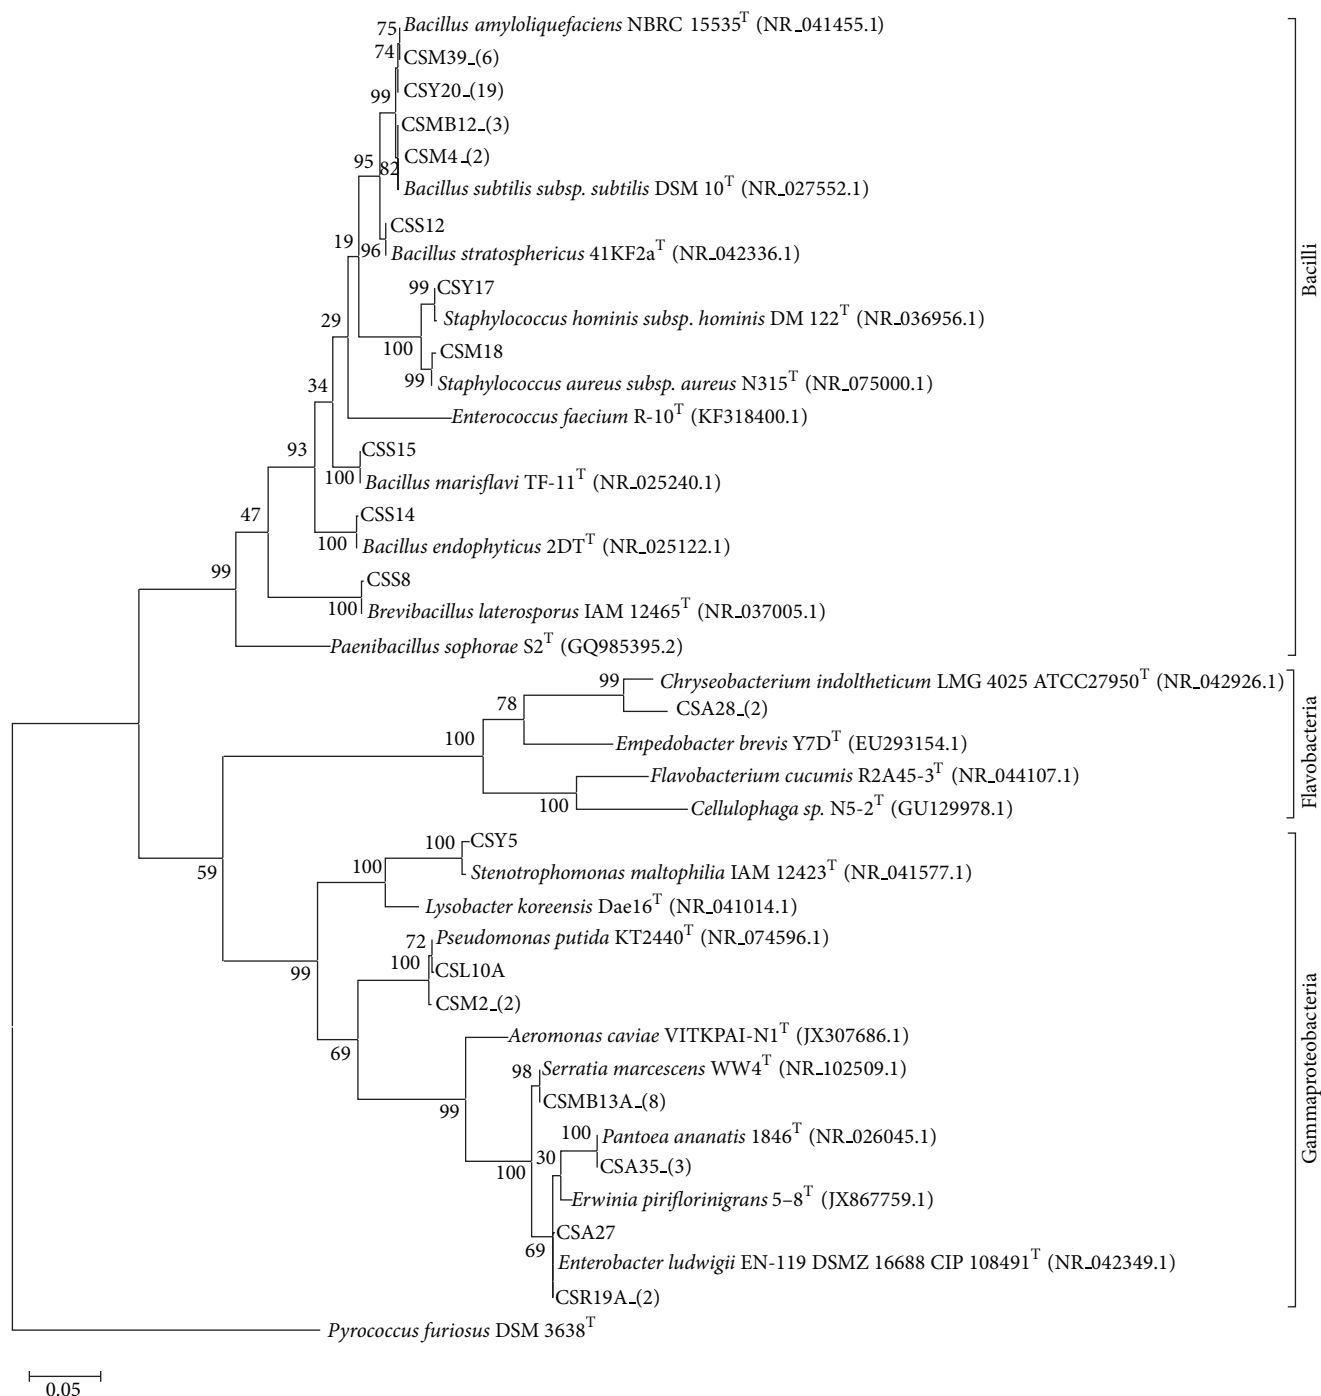 75
Bacillus amyloliquefaciens NBRC 15535T (NR_041455.1)
74
CSM39_(6)
CSY20_(19)
99
CSMB12_(3)
CSM4_(2)
95
82
Bacillus subtilis subsp. subtilis DSM 10T (NR_027552.1)
CSS12
19
96
Bacillus stratosphericus 41KF2aT (NR_042336.1)
99
CSY17
Staphylococcus hominis subsp. hominis DM 122T (NR_036956.1)
29
100
CSM18
99
Staphylococcus aureus subsp. aureus N315T (NR_075000.1)
34
Enterococcus faecium R-10T (KF318400.1)
93
CSS15
100
Bacillus marisflavi TF-11T (NR_025240.1)
47
CSS14
100
Bacillus endophyticus 2DTT (NR_025122.1)
99
CSS8
100
Brevibacillus laterosporus IAM 12465T (NR_037005.1)
Paenibacillus sophorae S2T (GQ985395.2)
Bacilli
99
Chryseobacterium indoltheticum LMG 4025 ATCC27950T (NR_042926.1)
78
CSA28_(2)
100
Empedobacter brevis Y7DT (EU293154.1)
Flavobacterium cucumis R2A45-3T (NR_044107.1)
100
Cellulophaga sp. N5-2T (GU129978.1)
Flavobacteria
100
CSY5
59
100
Stenotrophomonas maltophilia IAM 12423T (NR_041577.1)
Lysobacter koreensis Dae16T (NR_041014.1)
72
Pseudomonas putida KT2440T (NR_074596.1)
99
100
CSL10A
CSM2_(2)
69
Aeromonas caviae VITKPAI-N1T (JX307686.1)
98
Serratia marcescens WW4T (NR_102509.1)
99
CSMB13A_(8)
100
Pantoea ananatis 1846T (NR_026045.1)
100
30
CSA35_(3)
Erwinia piriflorinigrans 5–8T (JX867759.1)
CSA27
69
Enterobacter ludwigii EN-119 DSMZ 16688 CIP 108491T (NR_042349.1)
CSR19A_(2)
Gammaproteobacteria
Pyrococcus furiosus DSM 3638T
0.05